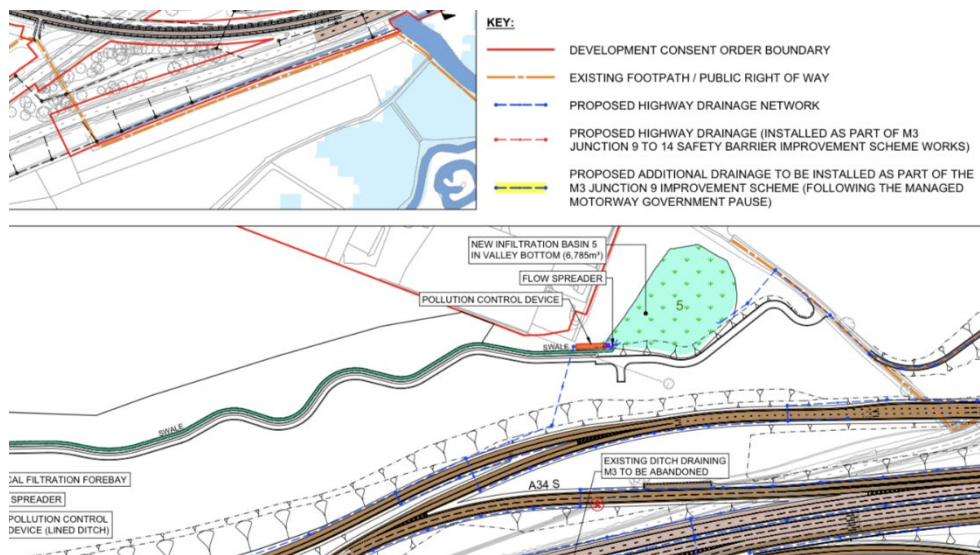 KEY:
DEVELOPMENT CONSENT ORDER BOUNDARY
EXISTING FOOTPATH / PUBLIC RIGHT OF WAY
PROPOSED HIGHWAY DRAINAGE NETWORK
PROPOSED HIGHWAY DRAINAGE (INSTALLED AS PART OF M3
JUNCTION 9 TO 14 SAFETY BARRIER IMPROVEMENT SCHEME WORKS)
PROPOSED ADDITIONAL DRAINAGE TO BE INSTALLED AS PART OF THE
M3 JUNCTION 9 IMPROVEMENT SCHEME (FOLLOWING THE MANAGED
MOTORWAY GOVERNMENT PAUSE)
NEW INFILTRATION BASIN 5
IN VALLEY BOTTOM (6,785m³)
FLOW SPREADER
POLLUTION CONTROL DEVICE
5
SWALE
SWALE
EXISTING DITCH DRAINING
M3 TO BE ABANDONED
A34 S
CAL FILTRATION FOREBAY
SPREADER
POLLUTION CONTROL
DEVICE (LINED DITCH)